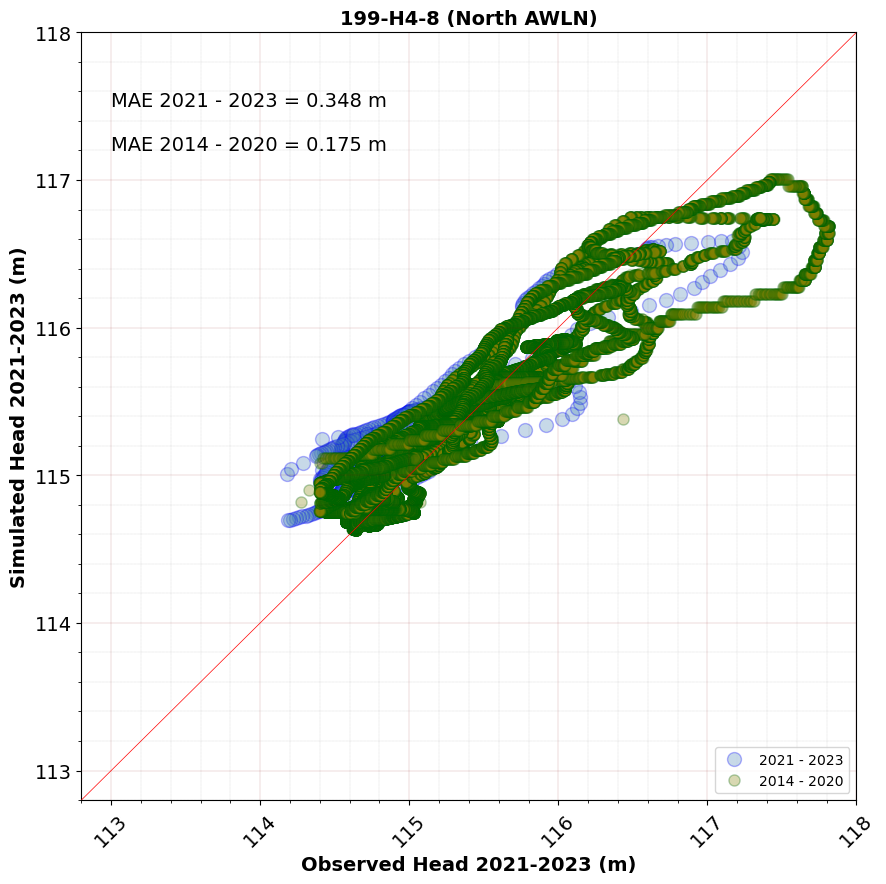 199-H4-8 (North AWLN)
118
MAE 2021 - 2023 = 0.348 m
MAE 2014 - 2020 = 0.175 m
117
116
115
114
113
Simulated Head 2021-2023 (m)
2021 - 2023
2014 - 2020
113
114
115
116
117
118
Observed Head 2021-2023 (m)